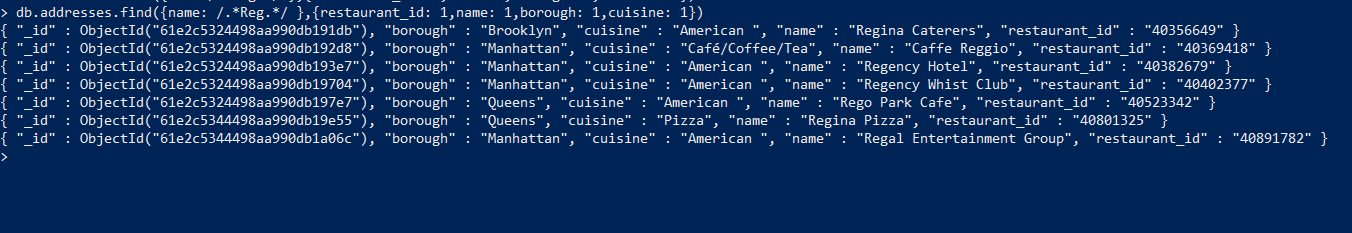 > db.addresses.find({name: /.*Reg.*/ },{restaurant_id: 1,name: 1,borough: 1,cuisine: 1})
{ "_id" : ObjectId("61e2c5324498aa990db191db"), "borough" : "Brooklyn", "cuisine" : "American ", "name" : "Regina Caterers", "restaurant_id" : "40356649" }
{ "_id" : ObjectId("61e2c5324498aa990db192d8"), "borough" : "Manhattan", "cuisine" : "Café/Coffee/Tea", "name" : "Caffe Reggio", "restaurant_id" : "40369418" }
{ "_id" : ObjectId("61e2c5324498aa990db193e7"), "borough" : "Manhattan", "cuisine" : "American ", "name" : "Regency Hotel", "restaurant_id" : "40382679" }
{ "_id" : ObjectId("61e2c5324498aa990db19704"), "borough" : "Manhattan", "cuisine" : "American ", "name" : "Regency Whist Club", "restaurant_id" : "40402377" }
{ "_id" : ObjectId("61e2c5324498aa990db197e7"), "borough" : "Queens", "cuisine" : "American ", "name" : "Rego Park Cafe", "restaurant_id" : "40523342" }
{ "_id" : ObjectId("61e2c5344498aa990db19e55"), "borough" : "Queens", "cuisine" : "Pizza", "name" : "Regina Pizza", "restaurant_id" : "40801325" }
{ "_id" : ObjectId("61e2c5344498aa990db1a06c"), "borough" : "Manhattan", "cuisine" : "American ", "name" : "Regal Entertainment Group", "restaurant_id" : "40891782" }
>